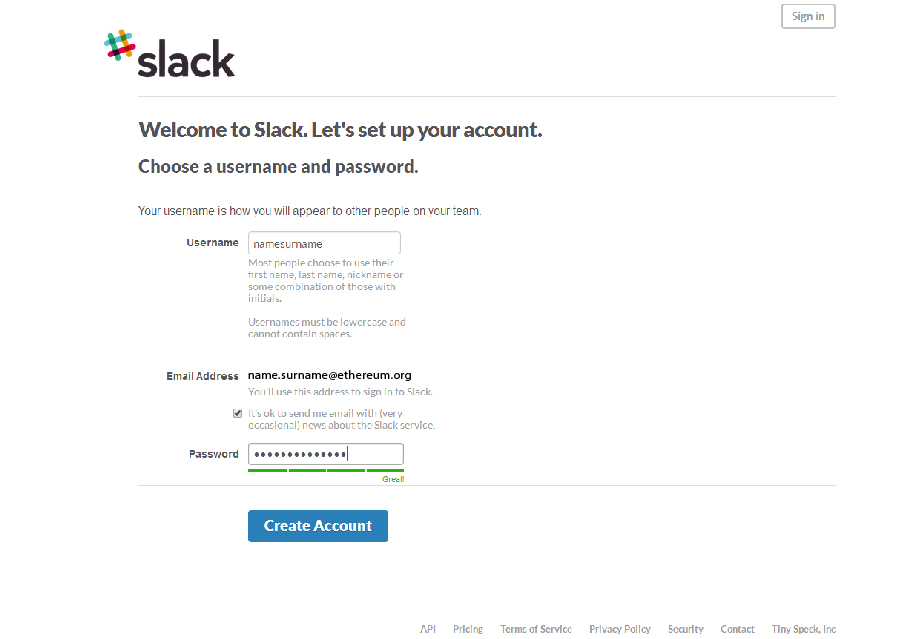 Sign in
slack
Welcome to Slack. Let's set up your account.
Choose a username and password.
Your username is how you will appear to other people on your team.
Username namesurname
Most people choose to use their
first name, last name, nickname or
some combination of those with
initials.
Usernames must be lowercase and
cannot contain spaces.
Email Address name.surname@ethereum.org
You'll use this address to sign in to Slack.
It's ok to send me email with (very
occasional) news about the Slack service.
Password ••••••••••••••
Great!
Create Account
API Pricing Terms of Service Privacy Policy Security Contact Tiny Speck, Inc